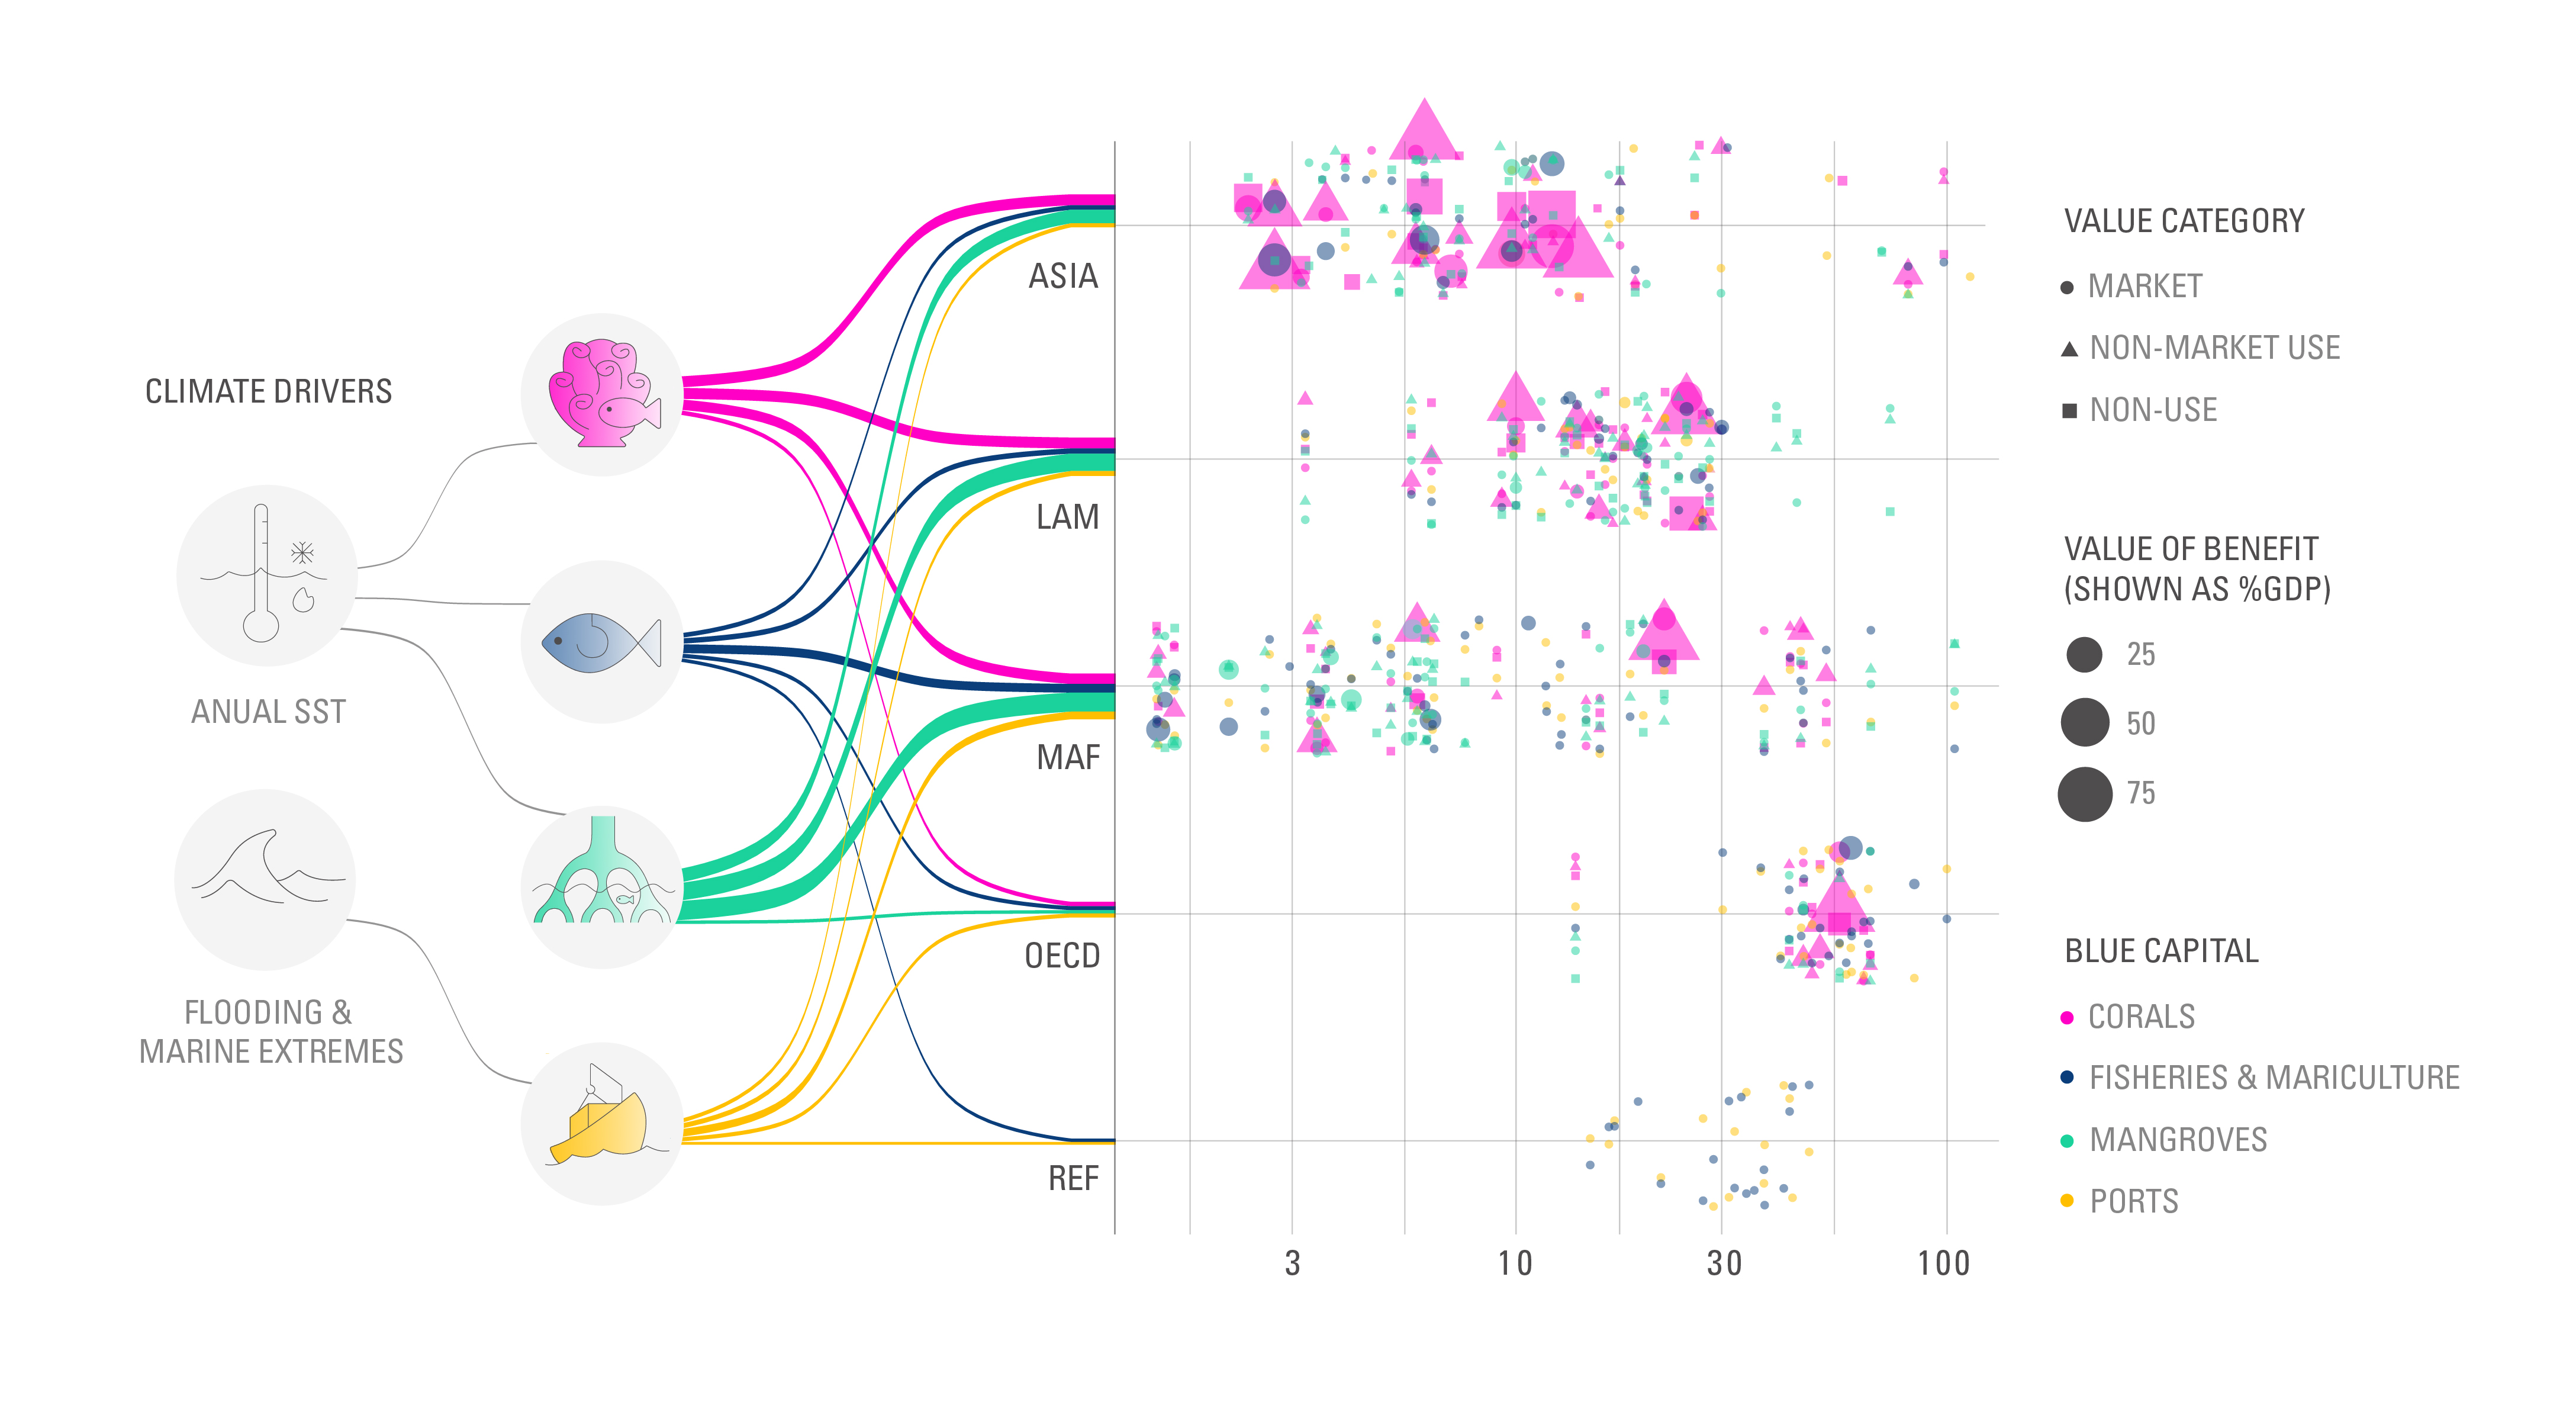 CLIMATE DRIVERS
ANUAL SST
FLOODING &
MARINE EXTREMES
ASIA
LAM
MAF
OECD
REF
3
10
30
100
VALUE CATEGORY
MARKET
NON-MARKET USE
NON-USE
VALUE OF BENEFIT
(SHOWN AS %GDP)
25
50
75
BLUE CAPITAL
CORALS
FISHERIES & MARICULTURE
MANGROVES
PORTS